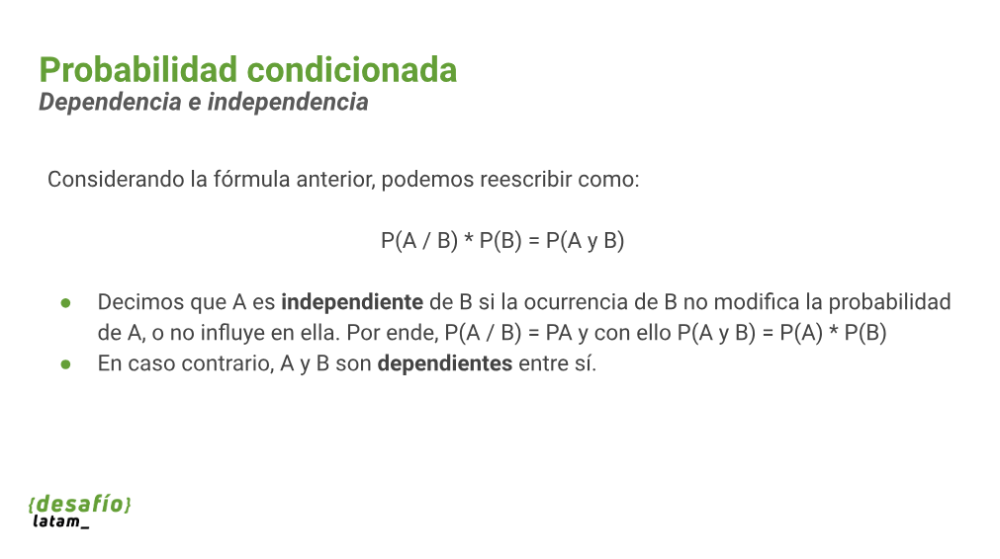 Probabilidad condicionada
Dependencia e independencia
Considerando la fórmula anterior, podemos reescribir como:
P(A / B) * P(B) = P(A y B)
● Decimos que A es independiente de B si la ocurrencia de B no modifica la probabilidad
de A, o no influye en ella. Por ende, P(A / B) = PA y con ello P(A y B) = P(A) * P(B)
● En caso contrario, A y B son dependientes entre sí.
{desafío}
latam_